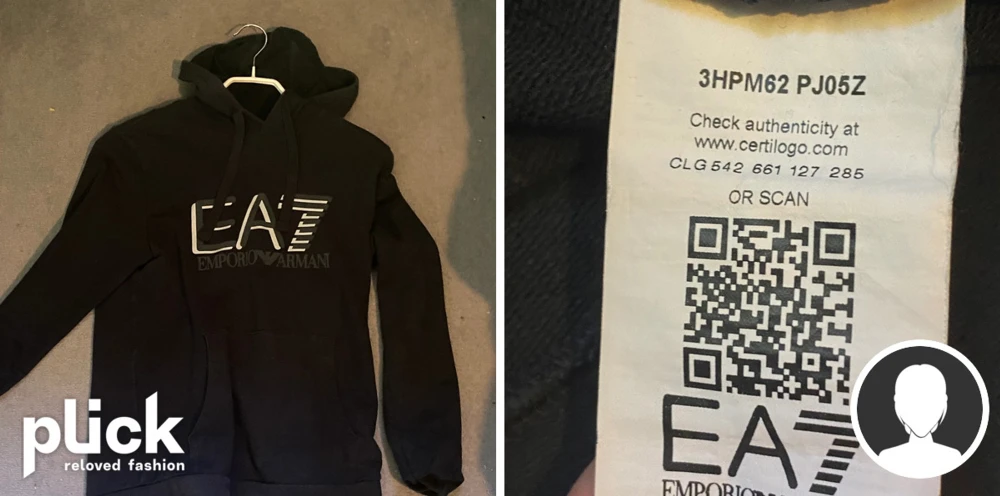 EA7
EMPORIO ARMANI
plick
reloved fashion
3HPM62 PJ05Z
Check authenticity at
www.certilogo.com
CLG 542 661 127 285
OR SCAN
EA7
EMPORIO